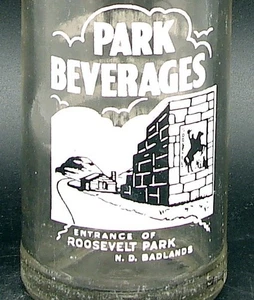 PARK
BEVERAGES
ENTRANCE OF
ROOSEVELT PARK
N. D. BADLANDS